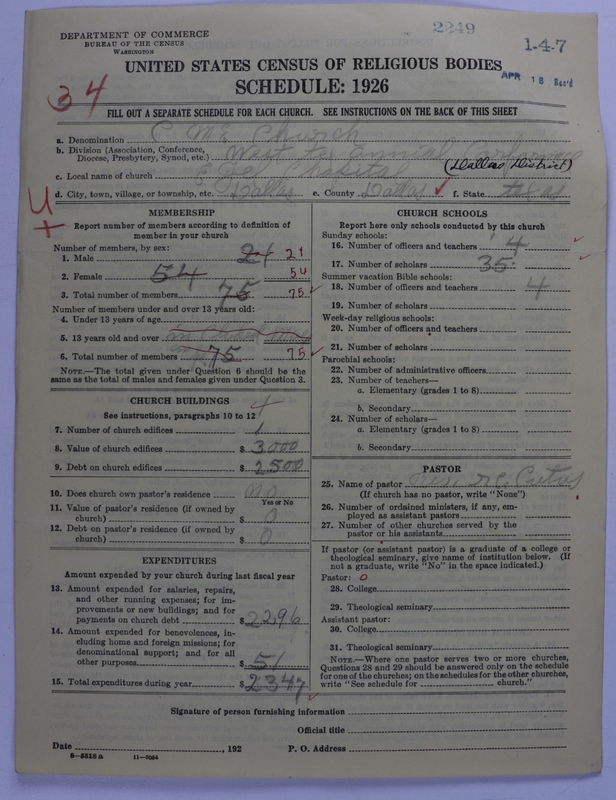 2249
DEPARTMENT OF COMMERCE
BUREAU OF THE CENSUS
WASHINGTON
1-4-7
UNITED STATES CENSUS OF RELIGIOUS BODIES
APR 18 Rec'd
SCHEDULE: 1926
34
FILL OUT A SEPARATE SCHEDULE FOR EACH CHURCH. SEE INSTRUCTIONS ON THE BACK OF THIS SHEET
a. Denomination C M E Church
b. Division (Association, Conference, Diocese, Presbytery, Synod, etc.) West Tex Annual Conference
(Dallas District)
c. Local name of church
d. City, town, village, or township, etc. Dallas e. County Dallas f. State texas
MEMBERSHIP
Report number of members according to definition of
member in your church
Number of members, by sex:
1. Male 21 21
2. Female 54 54
3. Total number of members 75 75
Number of members under and over 13 years old:
4. Under 13 years of age
5. 13 years old and over
6. Total number of members 75 75
NOTE.—The total given under Question 6 should be the
same as the total of males and females given under Question 3.
CHURCH BUILDINGS
See instructions, paragraphs 10 to 12
7. Number of church edifices 1
8. Value of church edifices $ 3000
9. Debt on church edifices $ 2500
10. Does church own pastor's residence no
Yes or No
11. Value of pastor's residence (if owned by
church) $ 0
12. Debt on pastor's residence (if owned by
church) $ 0
EXPENDITURES
Amount expended by your church during last fiscal year
13. Amount expended for salaries, repairs,
and other running expenses; for im-
provements or new buildings; and for
payments on church debt $ 2296
14. Amount expended for benevolences, in-
cluding home and foreign missions; for
denominational support; and for all
other purposes $ 51
15. Total expenditures during year $ 2347
CHURCH SCHOOLS
Report here only schools conducted by this church
Sunday schools:
16. Number of officers and teachers 4
17. Number of scholars 35
Summer vacation Bible schools:
18. Number of officers and teachers 4
19. Number of scholars
Week-day religious schools:
20. Number of officers and teachers
21. Number of scholars
Parochial schools:
22. Number of administrative officers
23. Number of teachers—
a. Elementary (grades 1 to 8)
b. Secondary
24. Number of scholars—
a. Elementary (grades 1 to 8)
b. Secondary
PASTOR
25. Name of pastor Rev.
(If church has no pastor, write "None")
26. Number of ordained ministers, if any, em-
ployed as assistant pastors
27. Number of other churches served by the
pastor or his assistants
If pastor (or assistant pastor) is a graduate of a college or
theological seminary, give name of institution below. (If
not a graduate, write "No" in the space indicated.)
Pastor: 0
28. College
29. Theological seminary
Assistant pastor:
30. College
31. Theological seminary
NOTE.—Where one pastor serves two or more churches,
Questions 28 and 29 should be answered only on the schedule
for one of the churches; on the schedules for the other churches,
write "See schedule for church."
Signature of person furnishing information
Official title
Date , 192 P. O. Address
8-5518 a 11-9054